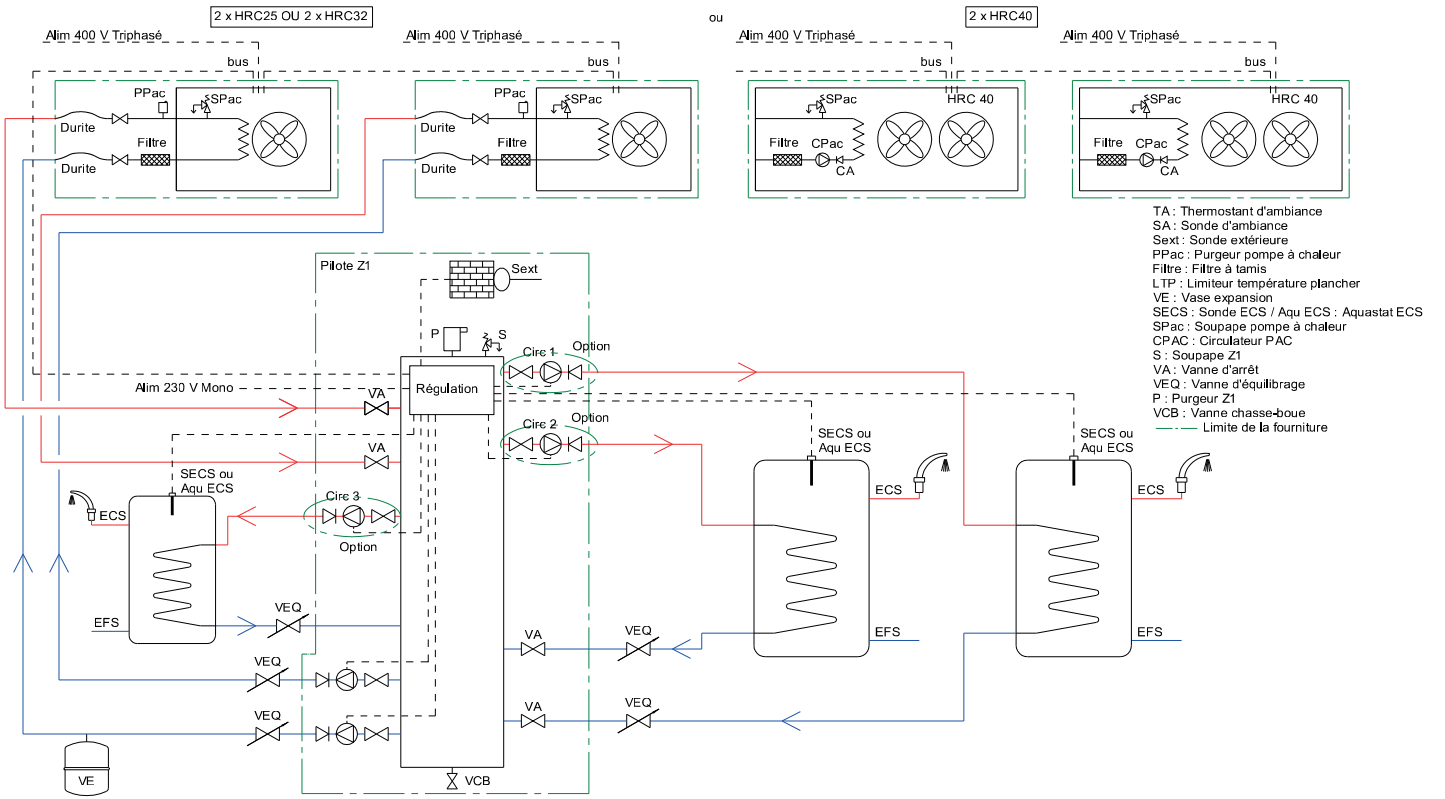 2 x HRC25 OU 2 x HRC32
ou
2 x HRC40
Alim 400 V Triphasé
Alim 400 V Triphasé
Alim 400 V Triphasé
Alim 400 V Triphasé
bus
bus
bus
bus
PPac
SPac
Durite
Filtre
Durite
PPac
SPac
Durite
Filtre
Durite
SPac
HRC 40
Filtre
CPac
CA
SPac
HRC 40
Filtre
CPac
CA
TA : Thermostant d'ambiance
SA : Sonde d'ambiance
Sext : Sonde extérieure
PPac : Purgeur pompe à chaleur
Filtre : Filtre à tamis
LTP : Limiteur température plancher
VE : Vase expansion
SECS : Sonde ECS / Aqu ECS : Aquastat ECS
SPac : Soupape pompe à chaleur
CPAC : Circulateur PAC
S : Soupape Z1
VA : Vanne d'arrêt
VEQ : Vanne d'équilibrage
P : Purgeur Z1
VCB : Vanne chasse-boue
Limite de la fourniture
Pilote Z1
Sext
P
S
Circ 1
Option
Alim 230 V Mono
Régulation
VA
Circ 2
Option
VA
SECS ou
Aqu ECS
SECS ou
Aqu ECS
SECS ou
Aqu ECS
ECS
ECS
ECS
Circ 3
Option
VEQ
EFS
EFS
EFS
VA
VEQ
VEQ
VEQ
VA
VEQ
VE
VCB